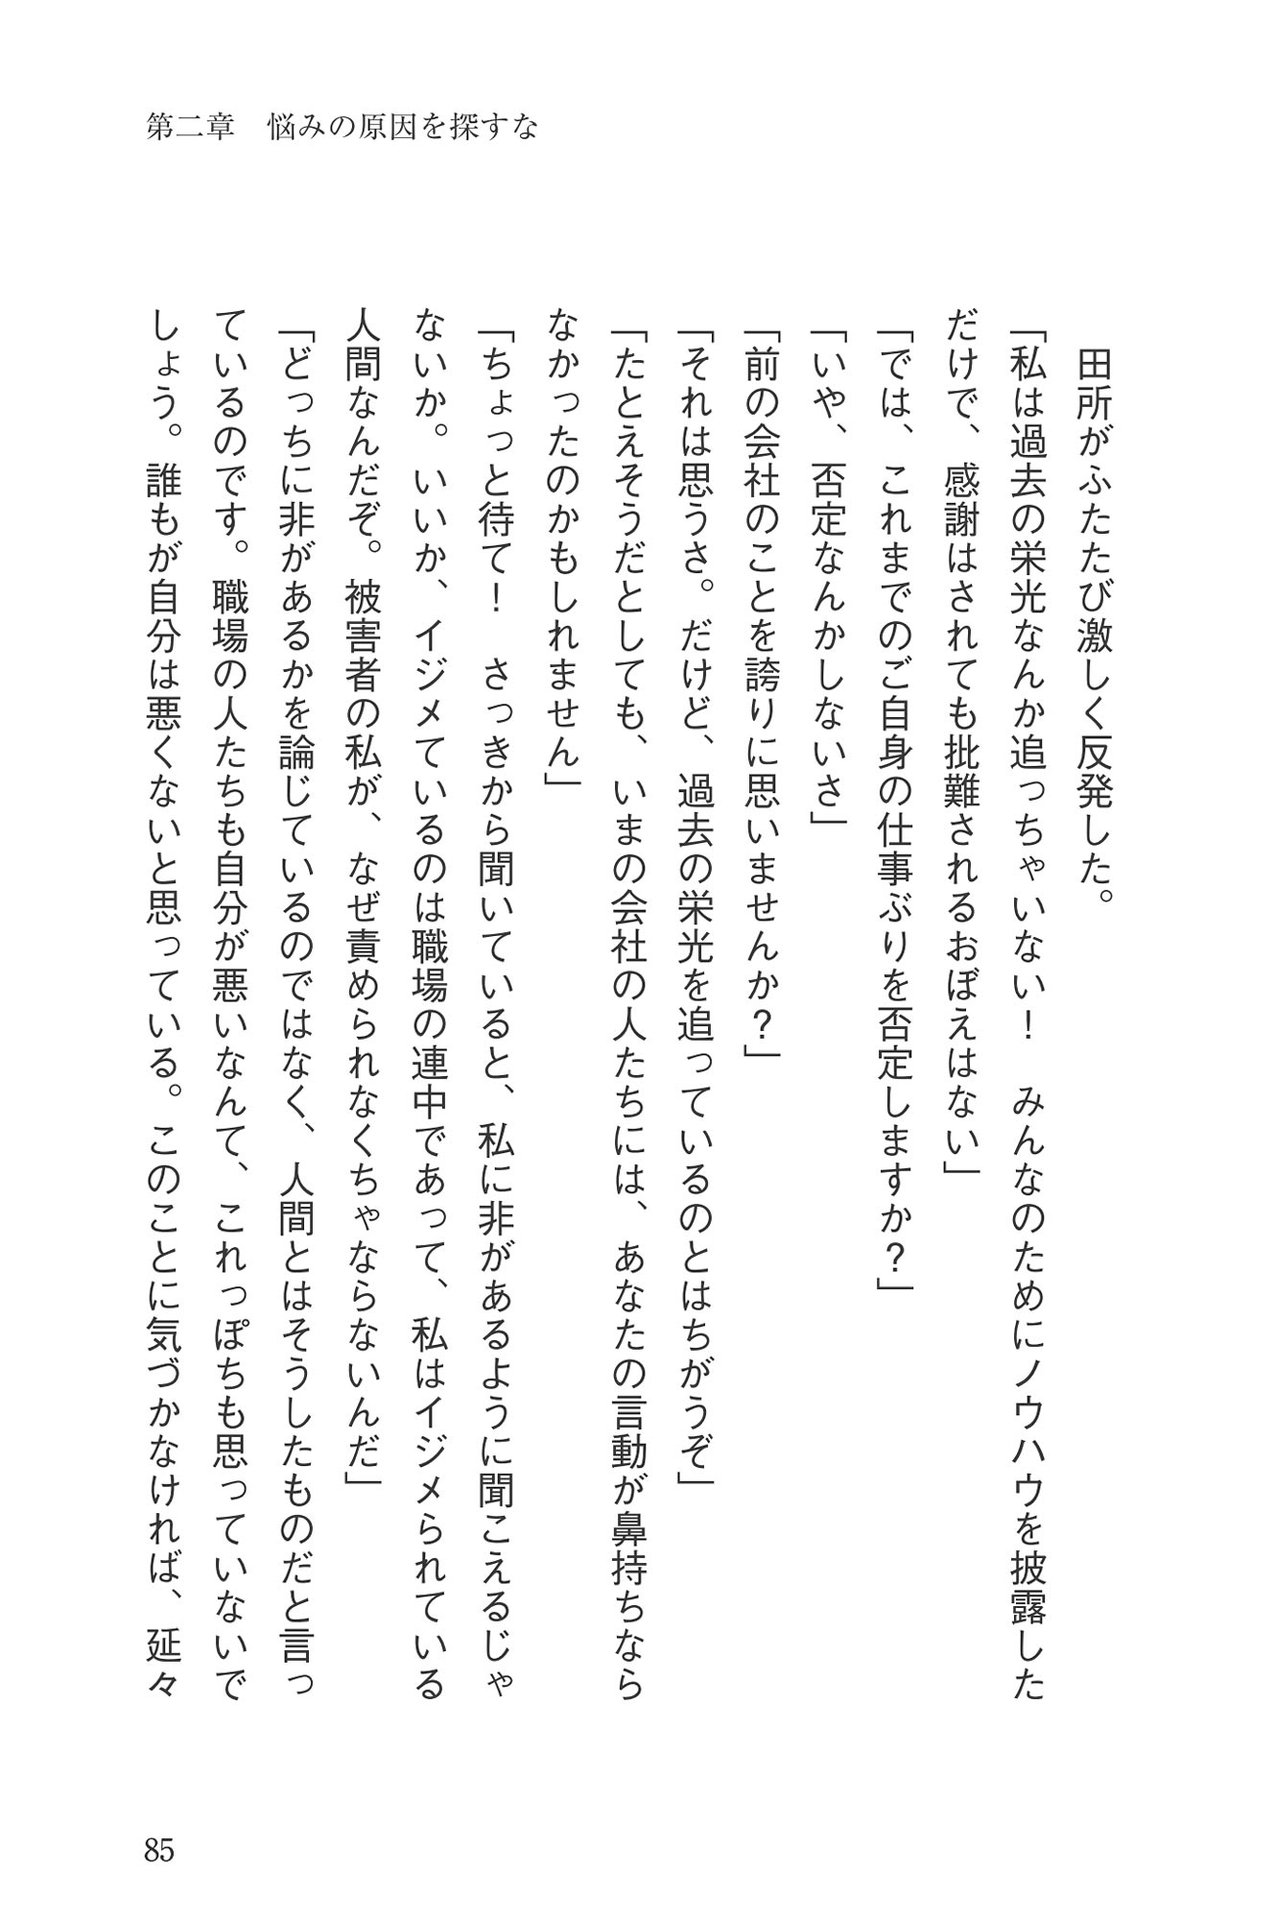 第二章　悩みの原因を探すな
　田所がふたたび激しく反発した。
「私は過去の栄光なんか追っちゃいない！　みんなのためにノウハウを披露した
だけで、感謝はされても批難されるおぼえはない」
「では、これまでのご自身の仕事ぶりを否定しますか？」
「いや、否定なんかしないさ」
「前の会社のことを誇りに思いませんか？」
「それは思うさ。だけど、過去の栄光を追っているのとはちがうぞ」
「たとえそうだとしても、いまの会社の人たちには、あなたの言動が鼻持ちなら
なかったのかもしれません」
「ちょっと待て！　さっきから聞いていると、私に非があるように聞こえるじゃ
ないか。いいか、イジメているのは職場の連中であって、私はイジメられている
人間なんだぞ。被害者の私が、なぜ責められなくちゃならないんだ」
「どっちに非があるかを論じているのではなく、人間とはそうしたものだと言っ
ているのです。職場の人たちも自分が悪いなんて、これっぽちも思っていないで
しょう。誰もが自分は悪くないと思っている。このことに気づかなければ、延々
85